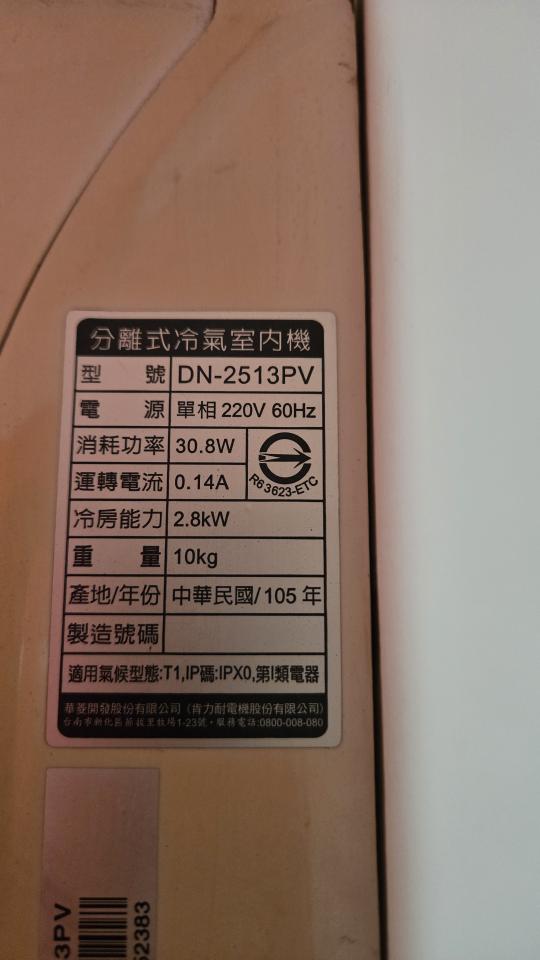 分離式冷氣室內機
型 號 DN-2513PV
電 源 單相 220V 60Hz
消耗功率 30.8W
運轉電流 0.14A
R63623-ETC
冷房能力 2.8kW
重 量 10kg
產地/年份 中華民國/105 年
製造號碼
適用氣候型態:T1,IP碼:IPX0,第I類電器
華菱開發股份有限公司(肯力耐電機股份有限公司)
台南市新化區 牧場1-23號・服務電話:0800-008-080
3PV
52383